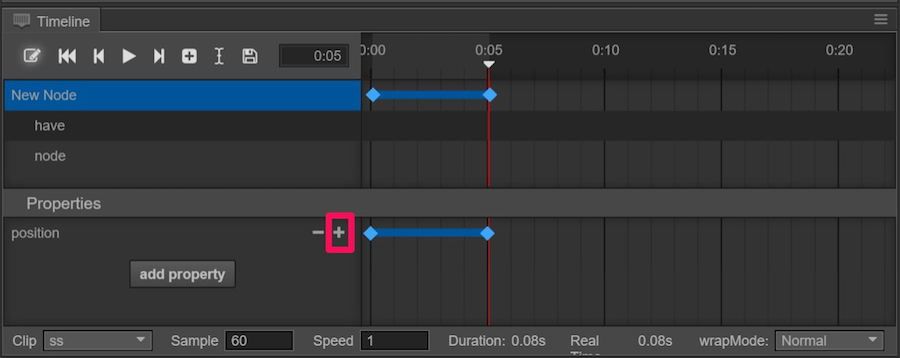 Timeline
0:05
0:00 0:05 0:10 0:15 0:20
New Node
have
node
Properties
position
add property
Clip ss Sample 60 Speed 1 Duration: 0.08s Real Time 0.08s wrapMode: Normal